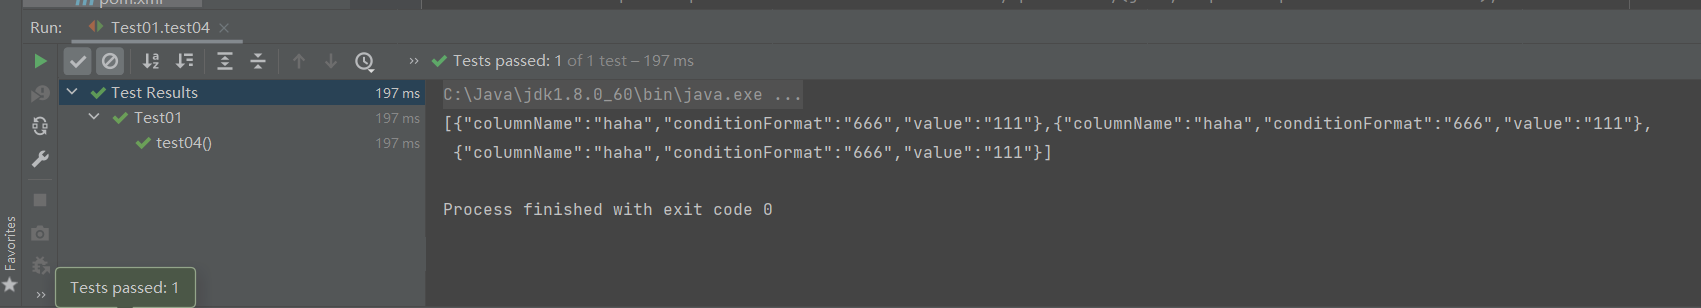 pom.xml
Run: Test01.test04
Tests passed: 1 of 1 test – 197 ms
Test Results 197 ms
Test01 197 ms
test04() 197 ms
C:\Java\jdk1.8.0_60\bin\java.exe ...
[{"columnName":"haha","conditionFormat":"666","value":"111"},{"columnName":"haha","conditionFormat":"666","value":"111"},
{"columnName":"haha","conditionFormat":"666","value":"111"}]
Process finished with exit code 0
Favorites
Tests passed: 1